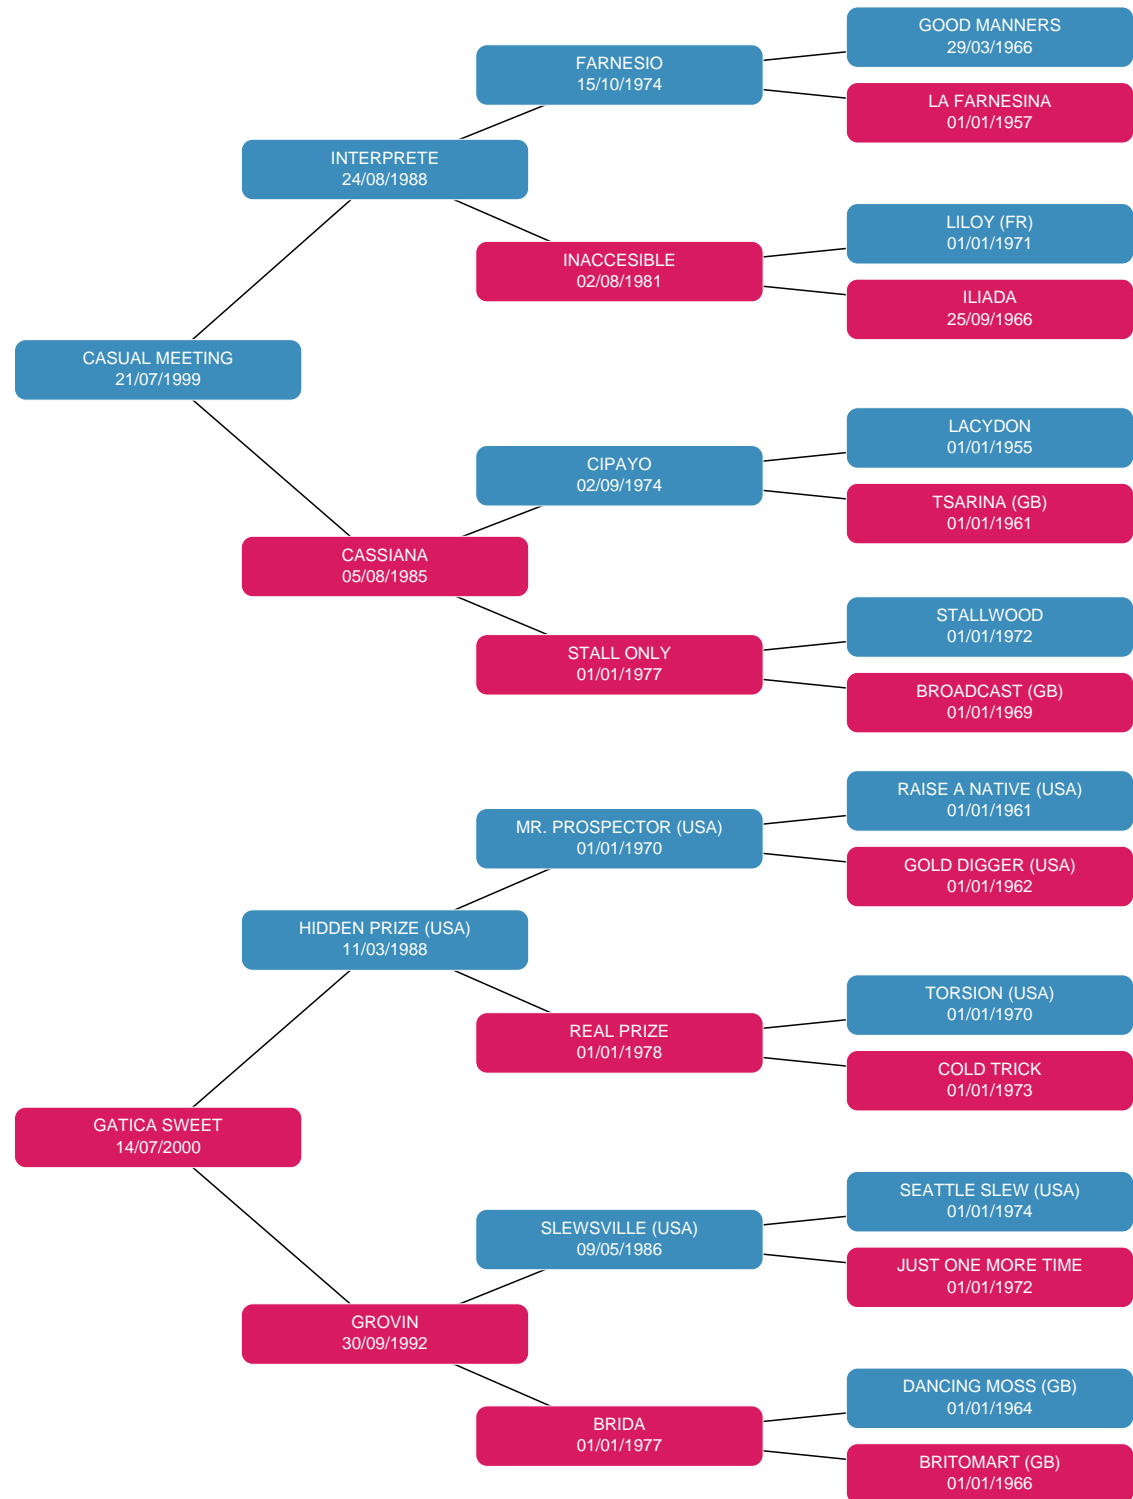 GOOD MANNERS
29/03/1966
FARNESIO
15/10/1974
LA FARNESINA
01/01/1957
INTERPRETE
24/08/1988
LILOY (FR)
01/01/1971
INACCESIBLE
02/08/1981
ILIADA
25/09/1966
CASUAL MEETING
21/07/1999
LACYDON
01/01/1955
CIPAYO
02/09/1974
TSARINA (GB)
01/01/1961
CASSIANA
05/08/1985
STALLWOOD
01/01/1972
STALL ONLY
01/01/1977
BROADCAST (GB)
01/01/1969
RAISE A NATIVE (USA)
01/01/1961
MR. PROSPECTOR (USA)
01/01/1970
GOLD DIGGER (USA)
01/01/1962
HIDDEN PRIZE (USA)
11/03/1988
TORSION (USA)
01/01/1970
REAL PRIZE
01/01/1978
COLD TRICK
01/01/1973
GATICA SWEET
14/07/2000
SEATTLE SLEW (USA)
01/01/1974
SLEWSVILLE (USA)
09/05/1986
JUST ONE MORE TIME
01/01/1972
GROVIN
30/09/1992
DANCING MOSS (GB)
01/01/1964
BRIDA
01/01/1977
BRITOMART (GB)
01/01/1966